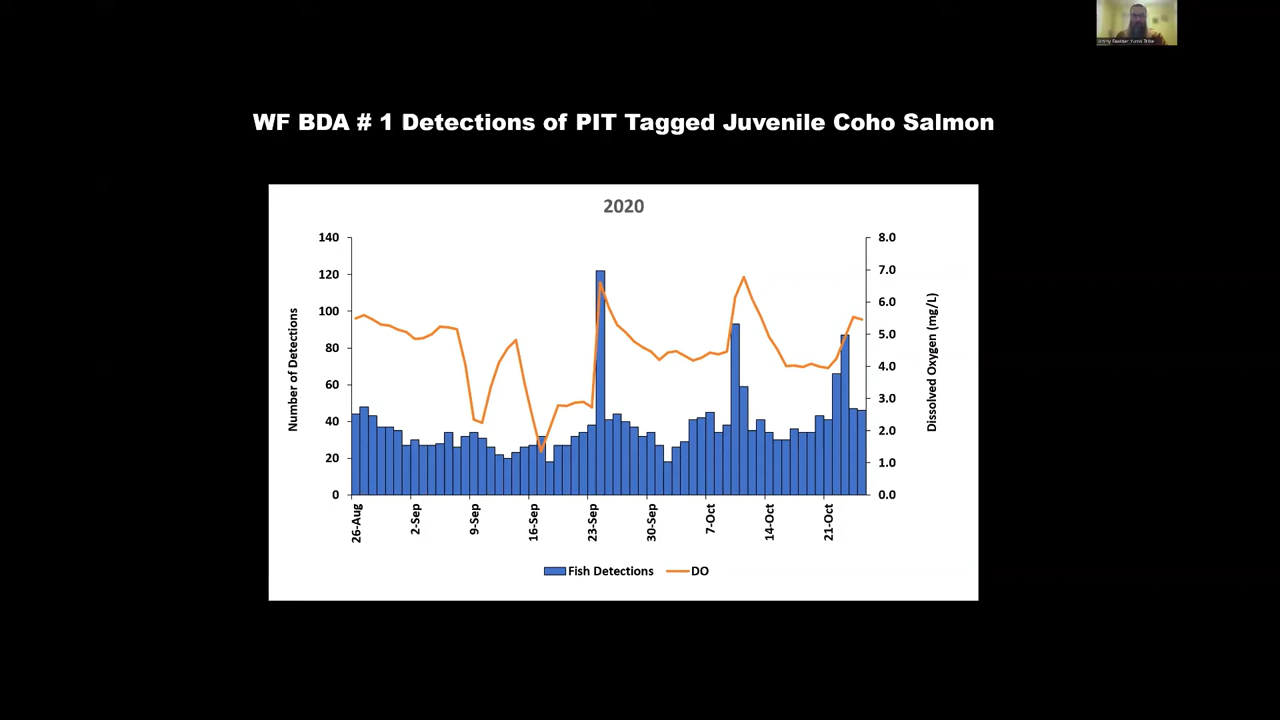 WF BDA # 1 Detections of PIT Tagged Juvenile Coho Salmon
2020
140
120
100
80
60
40
20
0
Number of Detections
8.0
7.0
6.0
5.0
4.0
3.0
2.0
1.0
0.0
Dissolved Oxygen (mg/L)
26-Aug
2-Sep
9-Sep
16-Sep
23-Sep
30-Sep
7-Oct
14-Oct
21-Oct
Fish Detections
DO